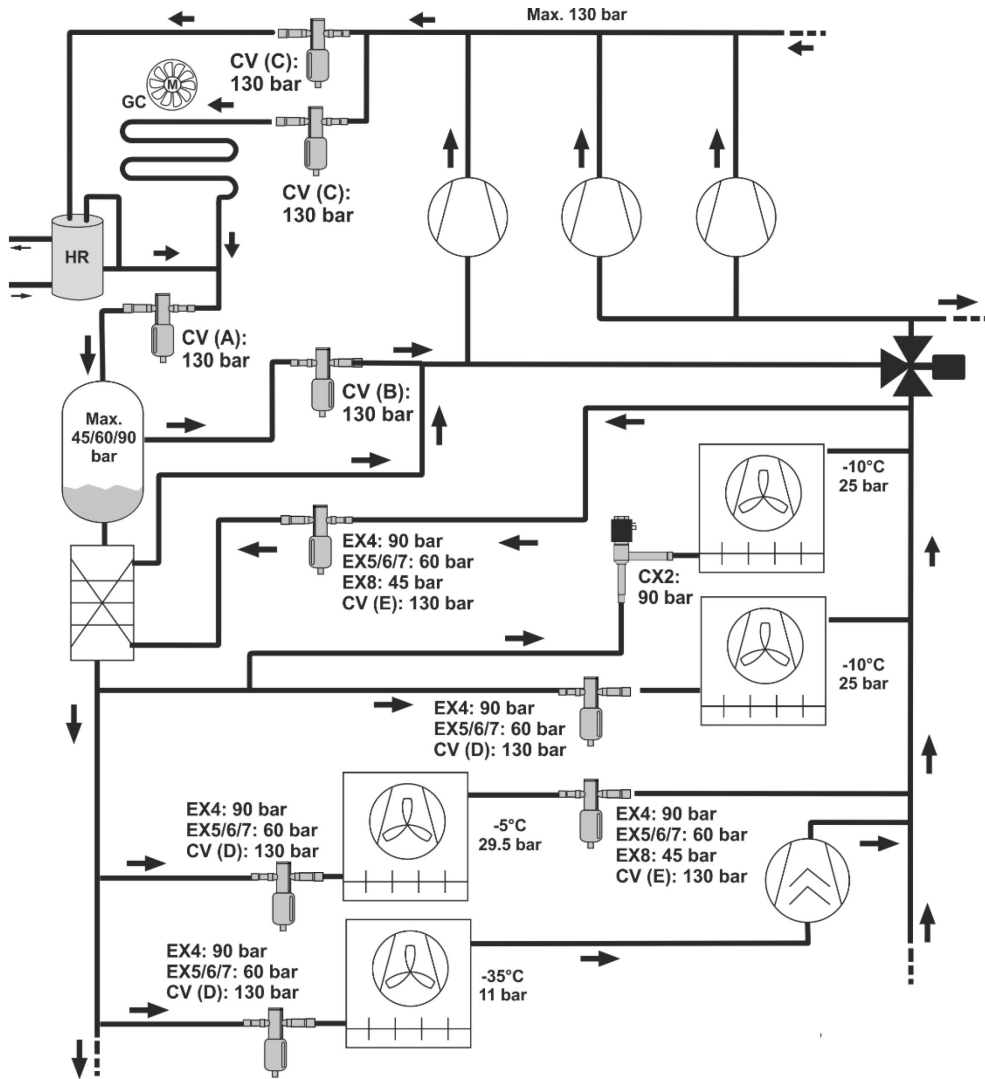 Max. 130 bar
CV (C):
130 bar
M
GC
CV (C):
130 bar
HR
CV (A):
130 bar
CV (B):
130 bar
Max.
45/60/90
bar
-10°C
25 bar
EX4: 90 bar
EX5/6/7: 60 bar
EX8: 45 bar
CV (E): 130 bar
CX2:
90 bar
-10°C
25 bar
EX4: 90 bar
EX5/6/7: 60 bar
CV (D): 130 bar
EX4: 90 bar
EX5/6/7: 60 bar
CV (D): 130 bar
-5°C
29.5 bar
EX4: 90 bar
EX5/6/7: 60 bar
EX8: 45 bar
CV (E): 130 bar
EX4: 90 bar
EX5/6/7: 60 bar
CV (D): 130 bar
-35°C
11 bar